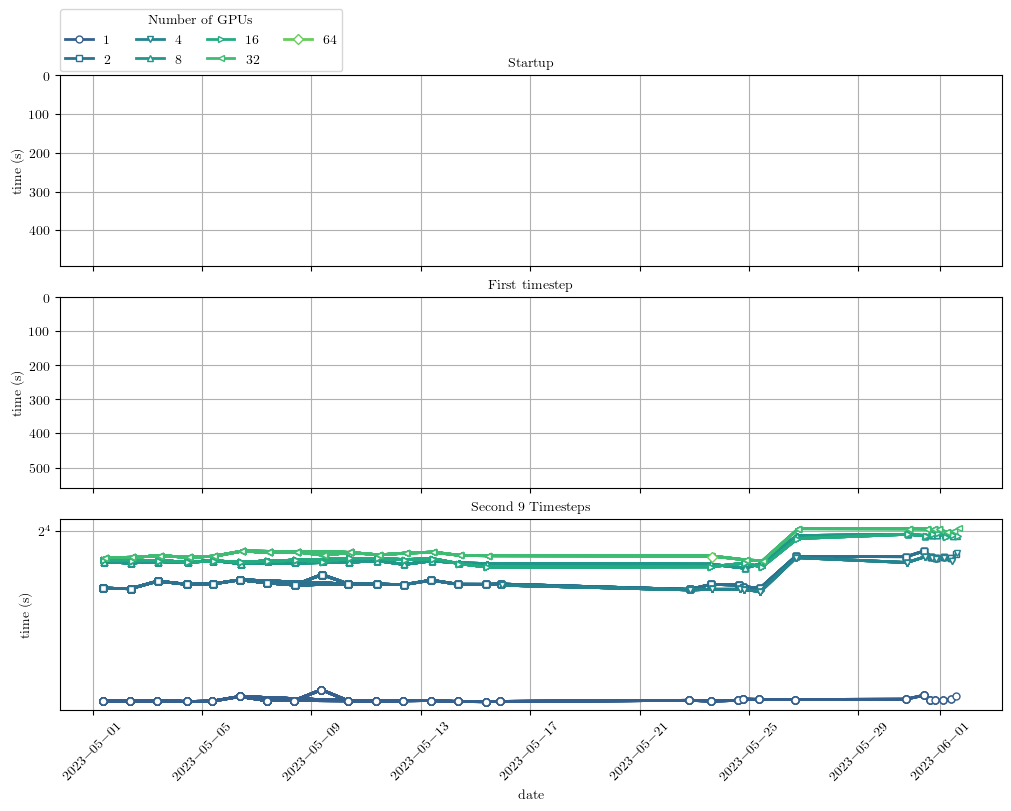 Number of GPUs
1 4 16 64
2 8 32
Startup
0
100
200
300
400
time (s)
First timestep
0
100
200
300
400
500
time (s)
Second 9 Timesteps
2^4
time (s)
2023−05−01 2023−05−05 2023−05−09 2023−05−13 2023−05−17 2023−05−21 2023−05−25 2023−05−29 2023−06−01
date